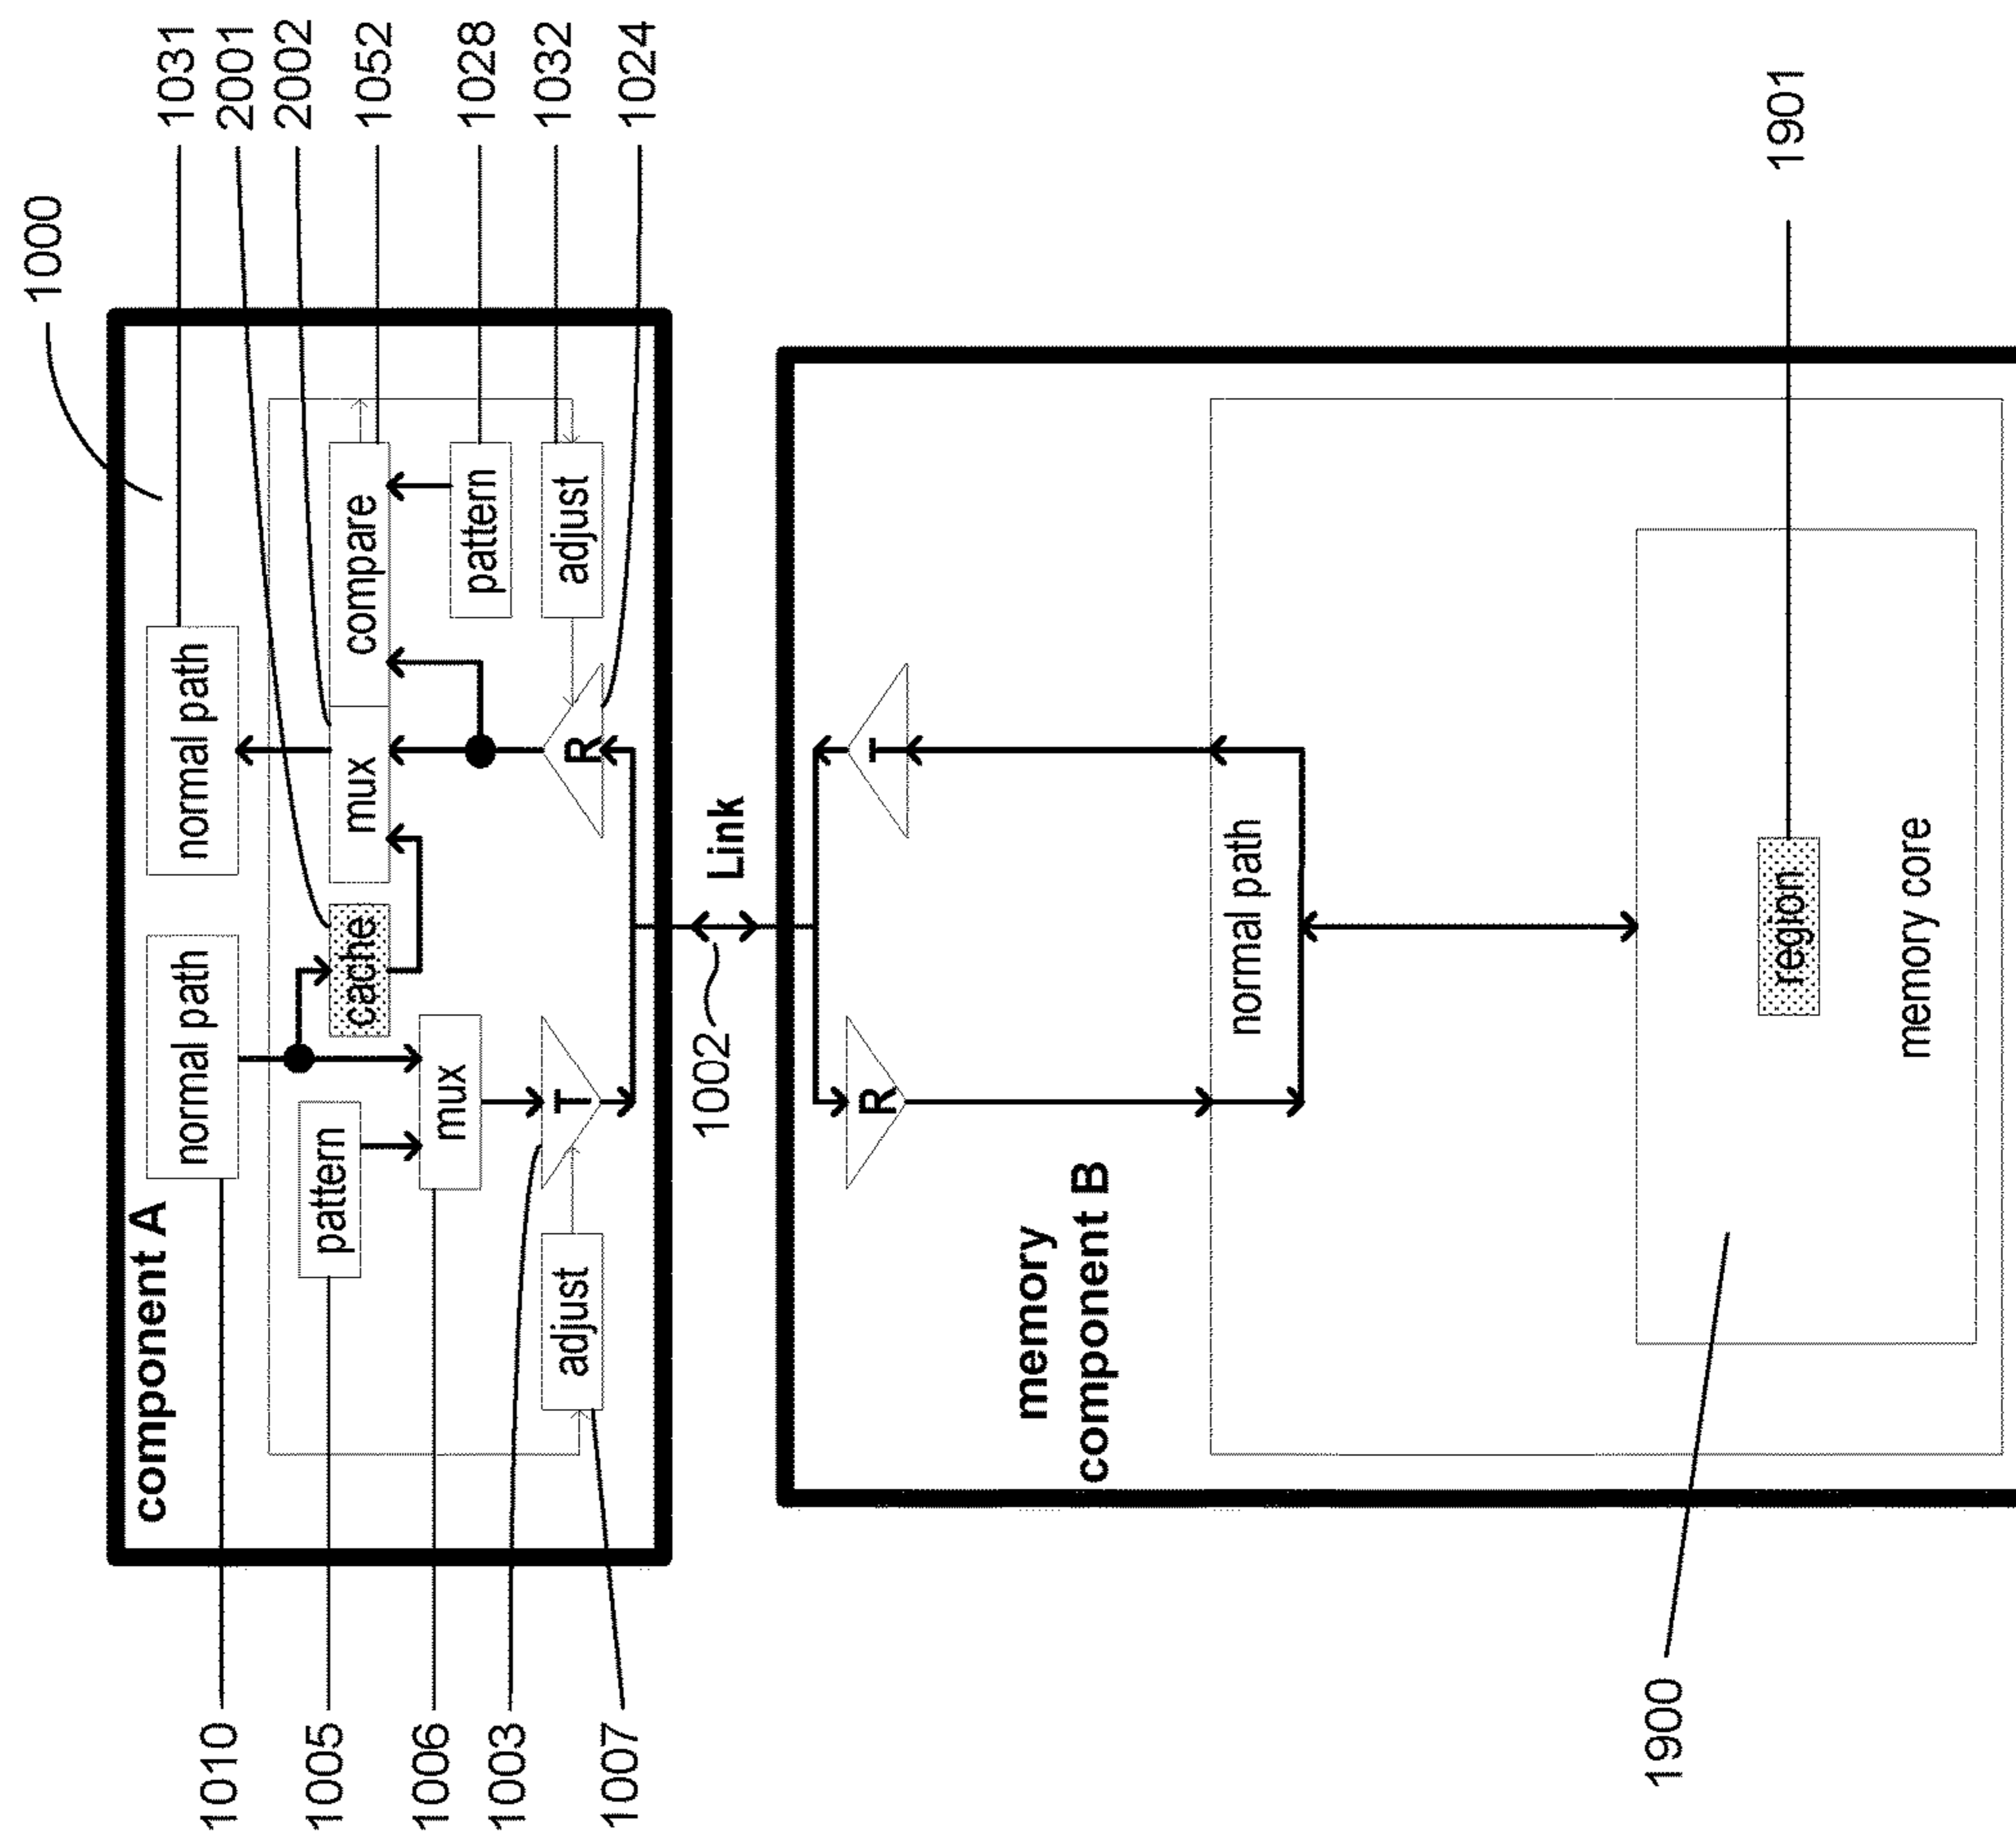 1000
1031
2001
2002
1052
1028
1032
1024
component A
normal path
normal path
pattern
cache
mux
compare
mux
pattern
adjust
T
R
adjust
1010
1005
1006
1003
1007
1002
Link
R
T
memory
component B
normal path
region
memory core
1901
1900